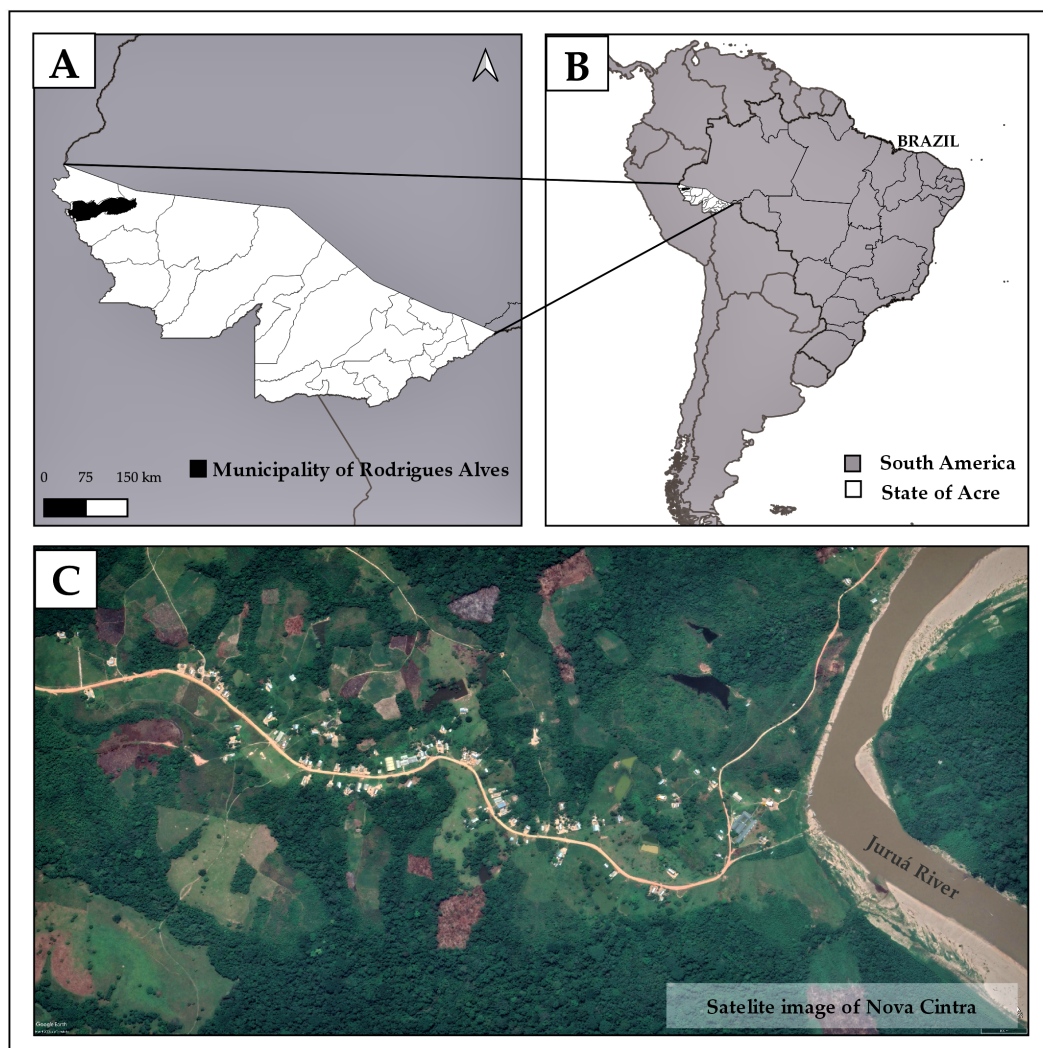 A
B
BRAZIL
0 75 150 km
Municipality of Rodrigues Alves
South America
State of Acre
C
Juruá River
Satelite image of Nova Cintra
Google Earth